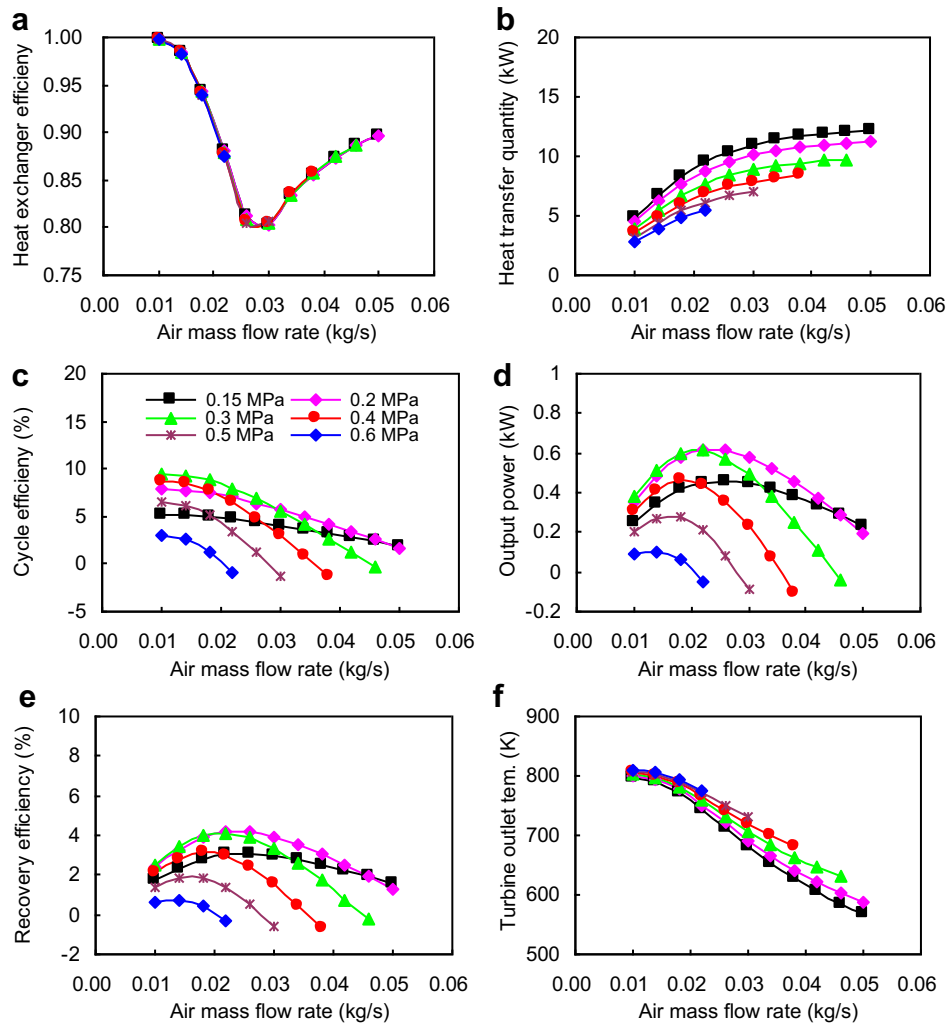 a
1.00
0.95
0.90
0.85
0.80
0.75
Heat exchanger efficieny
0.00 0.01 0.02 0.03 0.04 0.05 0.06
Air mass flow rate (kg/s)
b
20
15
10
5
0
Heat transfer quantity (kW)
0.00 0.01 0.02 0.03 0.04 0.05 0.06
Air mass flow rate (kg/s)
c
20
15
10
5
0
-5
Cycle efficieny (%)
0.15 MPa 0.2 MPa
0.3 MPa 0.4 MPa
0.5 MPa 0.6 MPa
0.00 0.01 0.02 0.03 0.04 0.05 0.06
Air mass flow rate (kg/s)
d
1
0.8
0.6
0.4
0.2
0
-0.2
Output power (kW)
0.00 0.01 0.02 0.03 0.04 0.05 0.06
Air mass flow rate (kg/s)
e
10
8
6
4
2
0
-2
Recovery efficiency (%)
0.00 0.01 0.02 0.03 0.04 0.05 0.06
Air mass flow rate (kg/s)
f
900
800
700
600
500
Turbine outlet tem. (K)
0.00 0.01 0.02 0.03 0.04 0.05 0.06
Air mass flow rate (kg/s)